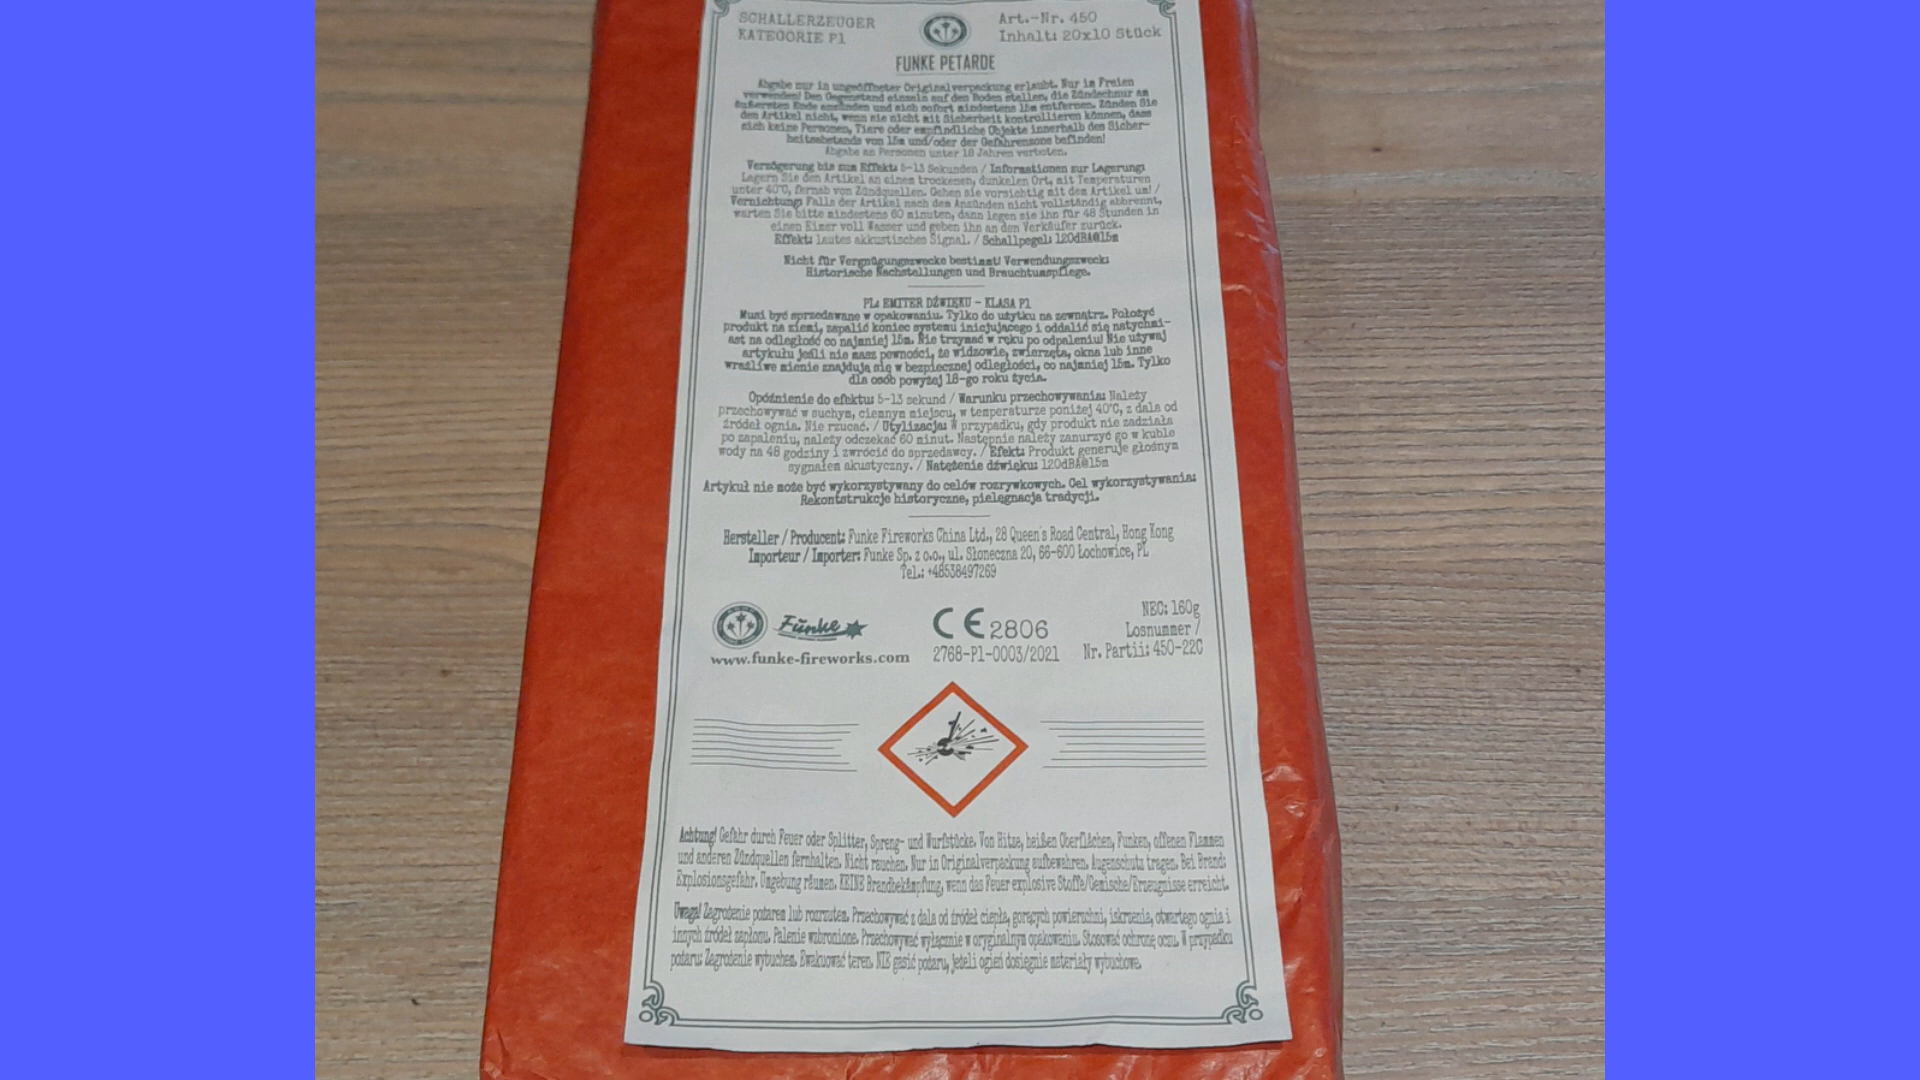 SCHALLERZEUGER
KATEGORIE P1
Art.-Nr. 450
Inhalt: 20x10 Stück
FUNKE PETARDE
Abgabe nur in ungeöffneter Originalverpackung erlaubt. Nur im Freien
verwenden! Den Gegenstand einzeln auf den Boden stellen, die Zündschnur am
äußersten Ende anzünden und sich sofort mindestens 15m entfernen. Zünden Sie
den Artikel nicht, wenn sie nicht mit Sicherheit kontrollieren können, dass
sich keine Personen, Tiere oder empfindliche Objekte innerhalb des Sicher-
heitsabstands von 15m und/oder der Gefahrenzone befinden!
Abgabe an Personen unter 18 Jahren verboten.
Verzögerung bis zum Effekt: 5-13 Sekunden / Informationen zur Lagerung:
Lagern Sie den Artikel an einem trockenen, dunkelen Ort, mit Temperaturen
unter 40°C, fernab von Zündquellen. Gehen sie vorsichtig mit dem Artikel um! /
Vernichtung: Falls der Artikel nach dem Anzünden nicht vollständig abbrennt,
warten Sie bitte mindestens 60 minuten, dann legen sie ihn für 48 Stunden in
einen Eimer voll Wasser und geben ihn an den Verkäufer zurück.
Effekt: lautes akkustisches Signal. / Schallpegel: 120dBA@15m
Nicht für Vergnügungszwecke bestimmt! Verwendungszweck:
Historische Nachstellungen und Brauchtumspflege.
PL: EMITER DŹWIĘKU - KLASA P1
Musi być sprzedawane w opakowaniu. Tylko do użytku na zewnątrz. Położyć
produkt na ziemi, zapalić koniec systemu inicjującego i oddalić się natychmi-
ast na odległość co najmniej 15m. Nie trzymać w ręku po odpaleniu! Nie używaj
artykułu jeśli nie masz pewności, że widzowie, zwierzęta, okna lub inne
wrażliwe mienie znajdują się w bezpiecznej odległości, co najmniej 15m. Tylko
dla osób powyżej 18-go roku życia.
Opóźnienie do efektu: 5-13 sekund / Warunku przechowywania: Należy
przechowywać w suchym, ciemnym miejscu, w temperaturze poniżej 40°C, z dala od
źródeł ognia. Nie rzucać. / Utylizacja: W przypadku, gdy produkt nie zadziała
po zapaleniu, należy odczekać 60 minut. Następnie należy zanurzyć go w kuble
wody na 48 godziny i zwrócić do sprzedawcy. / Efekt: Produkt generuje głośnym
sygnałem akustyczny. / Natężenie dźwięku: 120dBA@15m
Artykuł nie może być wykorzystywany do celów rozrywkowych. Cel wykorzystywania:
Rekontstrukcje historyczne, pielęgnacja tradycji.
Hersteller / Producent: Funke Fireworks China Ltd., 28 Queen's Road Central, Hong Kong
Importeur / Importer: Funke Sp. z o.o., ul. Słoneczna 20, 66-600 Łochowice, PL
Tel.: +48538497269
Funke
www.funke-fireworks.com
CE 2806
2768-P1-0003/2021
NEC: 160g
Losnummer /
Nr. Partii: 450-22C
Achtung! Gefahr durch Feuer oder Splitter, Spreng- und Wurfstücke. Von Hitze, heißen Oberflächen, Funken, offenen Flammen
und anderen Zündquellen fernhalten. Nicht rauchen. Nur in Originalverpackung aufbewahren. Augenschutz tragen. Bei Brand:
Explosionsgefahr. Umgebung räumen. KEINE Brandbekämpfung, wenn das Feuer explosive Stoffe/Gemische/Erzeugnisse erreicht.
Uwaga! Zagrożenie pożarem lub rozrzutem. Przechowywać z dala od źródeł ciepła, gorących powierzchni, iskrzenia, otwartego ognia i
innych źródeł zapłonu. Palenie wzbronione. Przechowywać wyłącznie w oryginalnym opakowaniu. Stosować ochronę oczu. W przypadku
pożaru: Zagrożenie wybuchem. Ewakuować teren. NIE gasić pożaru, jeżeli ogień dosięgnie materiały wybuchowe.